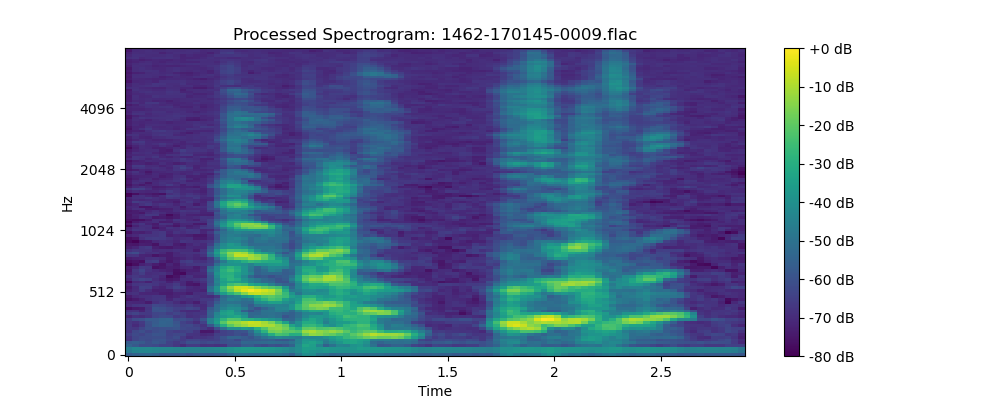 Processed Spectrogram: 1462-170145-0009.flac
Hz
4096
2048
1024
512
0
0 0.5 1 1.5 2 2.5
Time
+0 dB
-10 dB
-20 dB
-30 dB
-40 dB
-50 dB
-60 dB
-70 dB
-80 dB